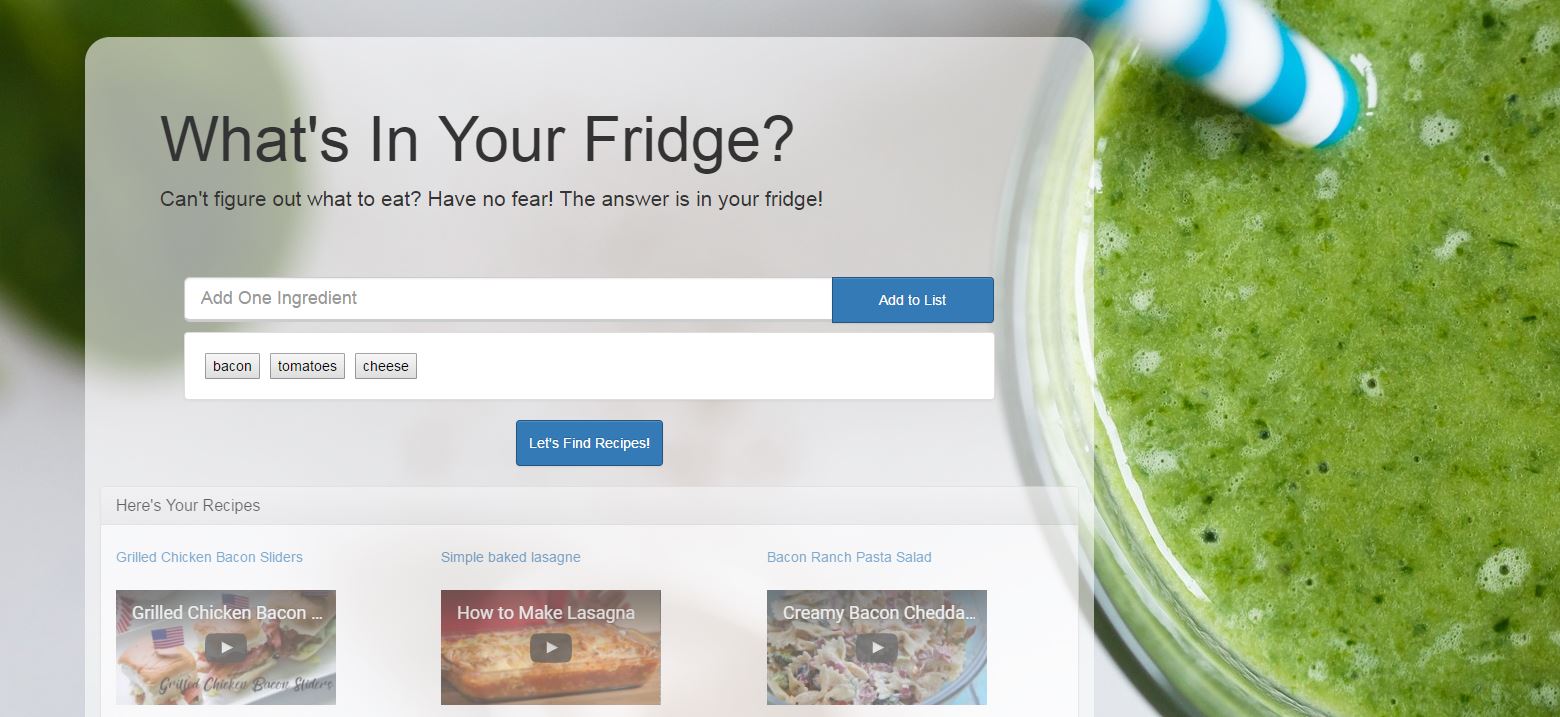 What's In Your Fridge?
Can't figure out what to eat? Have no fear! The answer is in your fridge!
Add One Ingredient
Add to List
bacon tomatoes cheese
Let's Find Recipes!
Here's Your Recipes
Grilled Chicken Bacon Sliders
Simple baked lasagne
Bacon Ranch Pasta Salad
Grilled Chicken Bacon ...
How to Make Lasagna
Creamy Bacon Chedda...
Grilled Chicken Bacon Sliders